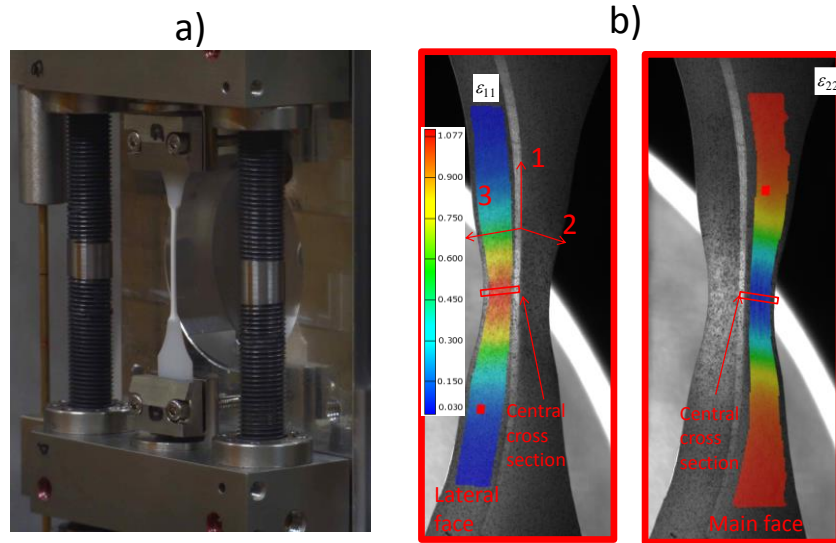 a)
b)
ε11
ε22
1.077
0.900
0.750
0.600
0.450
0.300
0.150
0.030
1
3
2
Central
cross
section
Lateral
face
Central
cross
section
Main face